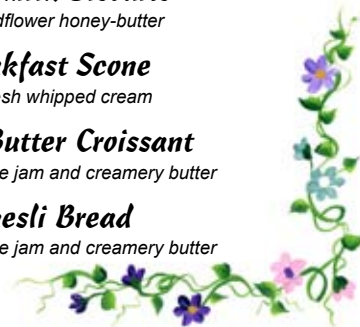 dflower honey-butter
kfast Scone
sh whipped cream
Butter Croissant
e jam and creamery butter
esli Bread
e jam and creamery butter